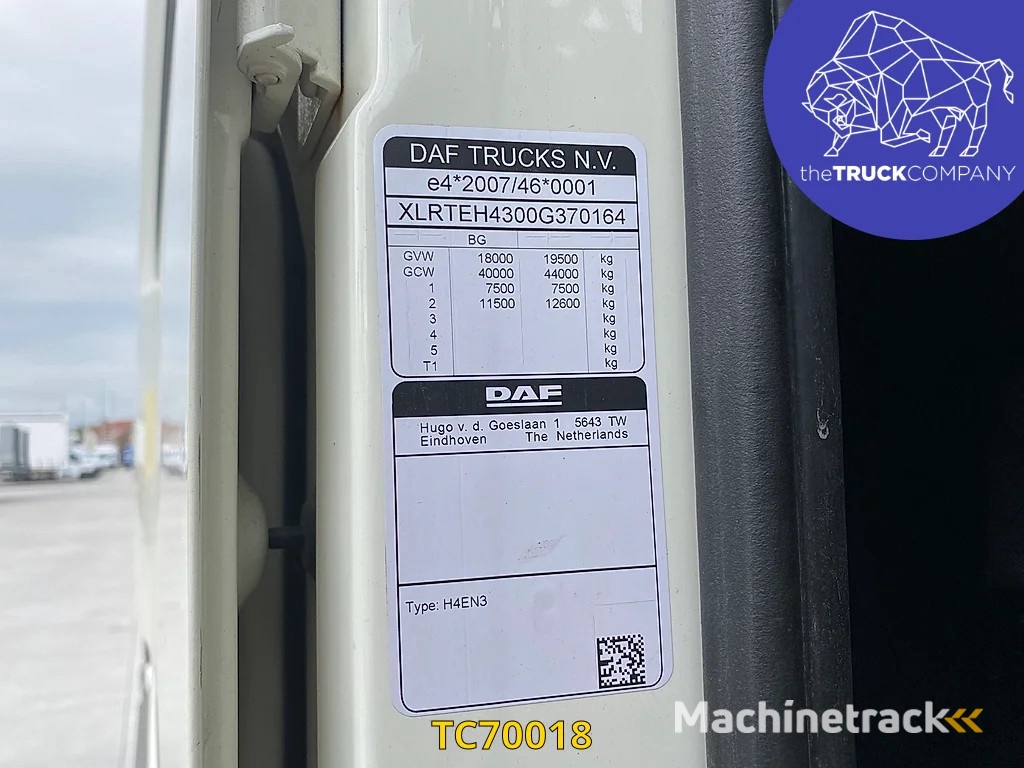 theTRUCKCOMPANY
DAF TRUCKS N.V.
e4*2007/46*0001
XLRTEH4300G370164
BG
GVW 18000 19500 kg
GCW 40000 44000 kg
1 7500 7500 kg
2 11500 12600 kg
3 kg
4 kg
5 kg
T1 kg
DAF
Hugo v. d. Goeslaan 1 5643 TW
Eindhoven The Netherlands
Type: H4EN3
Machinetrack
TC70018